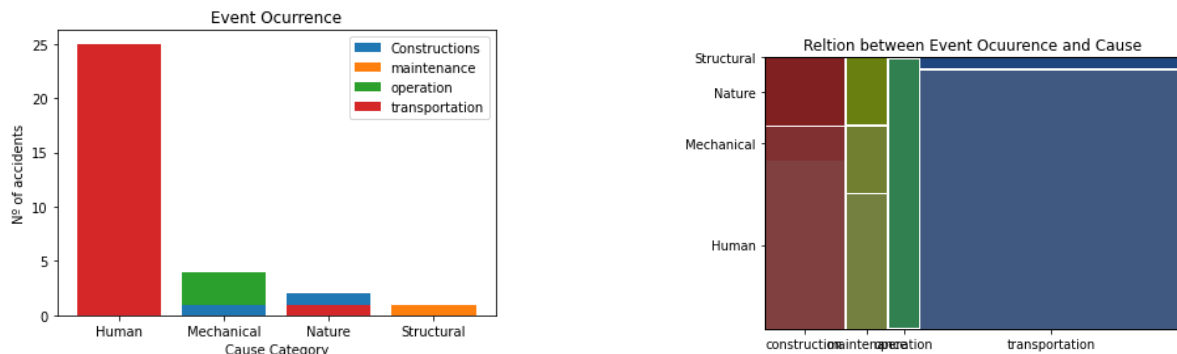 Event Ocurrence
Nº of accidents
25
20
15
10
5
0
Constructions
maintenance
operation
transportation
Human Mechanical Nature Structural
Cause Category
Reltion between Event Ocuurence and Cause
Structural
Nature
Mechanical
Human
construction maintenance operation transportation